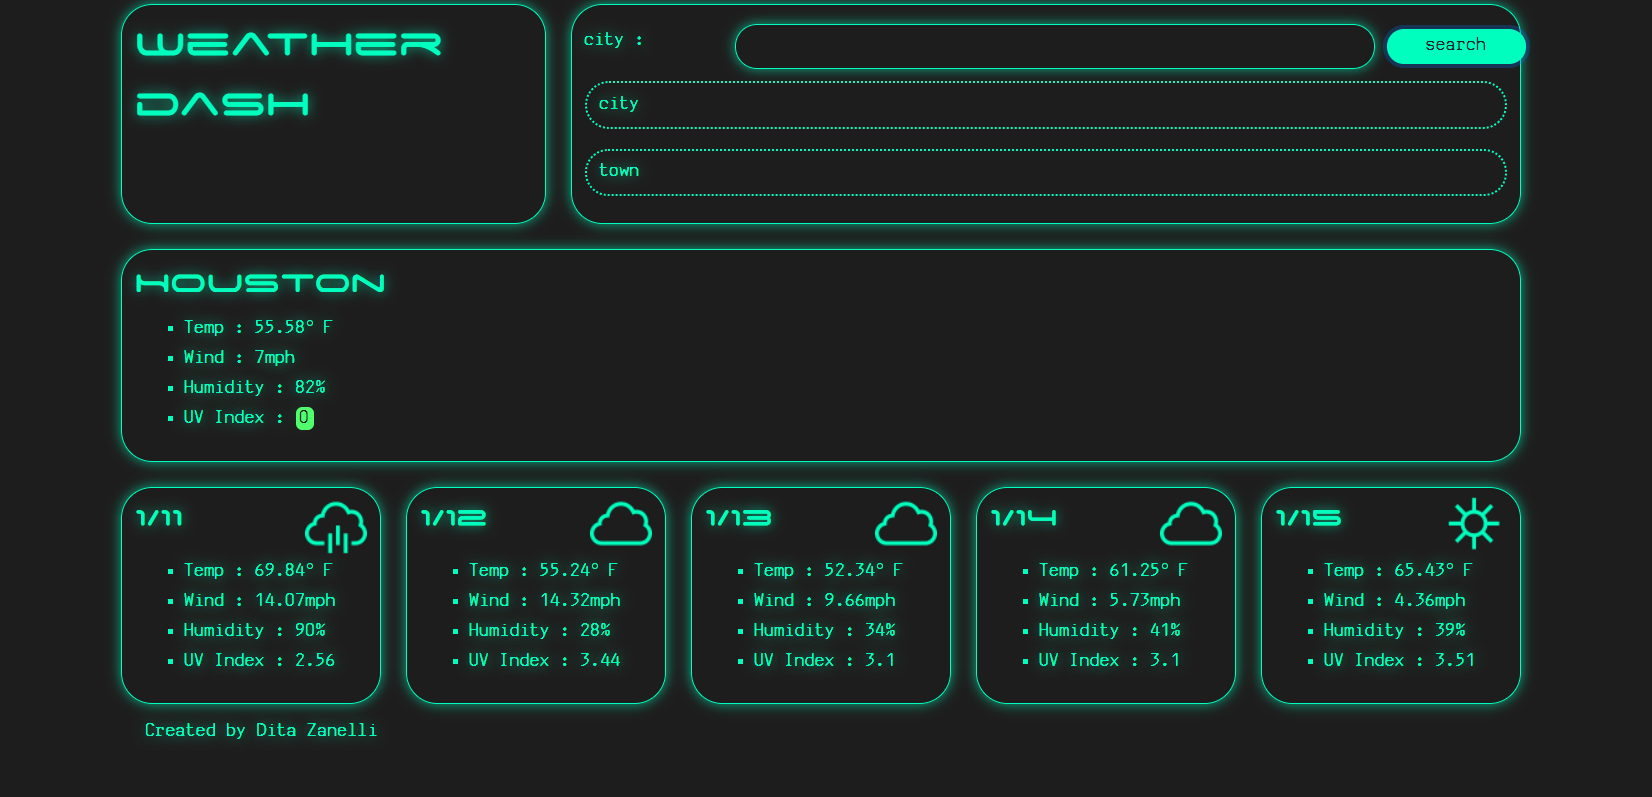 WEATHER
DASH
city :
search
city
town
HOUSTON
Temp : 55.58° F
Wind : 7mph
Humidity : 82%
UV Index : 0
1/11
Temp : 69.84° F
Wind : 14.07mph
Humidity : 90%
UV Index : 2.56
1/12
Temp : 55.24° F
Wind : 14.32mph
Humidity : 28%
UV Index : 3.44
1/13
Temp : 52.34° F
Wind : 9.66mph
Humidity : 34%
UV Index : 3.1
1/14
Temp : 61.25° F
Wind : 5.73mph
Humidity : 41%
UV Index : 3.1
1/15
Temp : 65.43° F
Wind : 4.36mph
Humidity : 39%
UV Index : 3.51
Created by Dita Zanelli